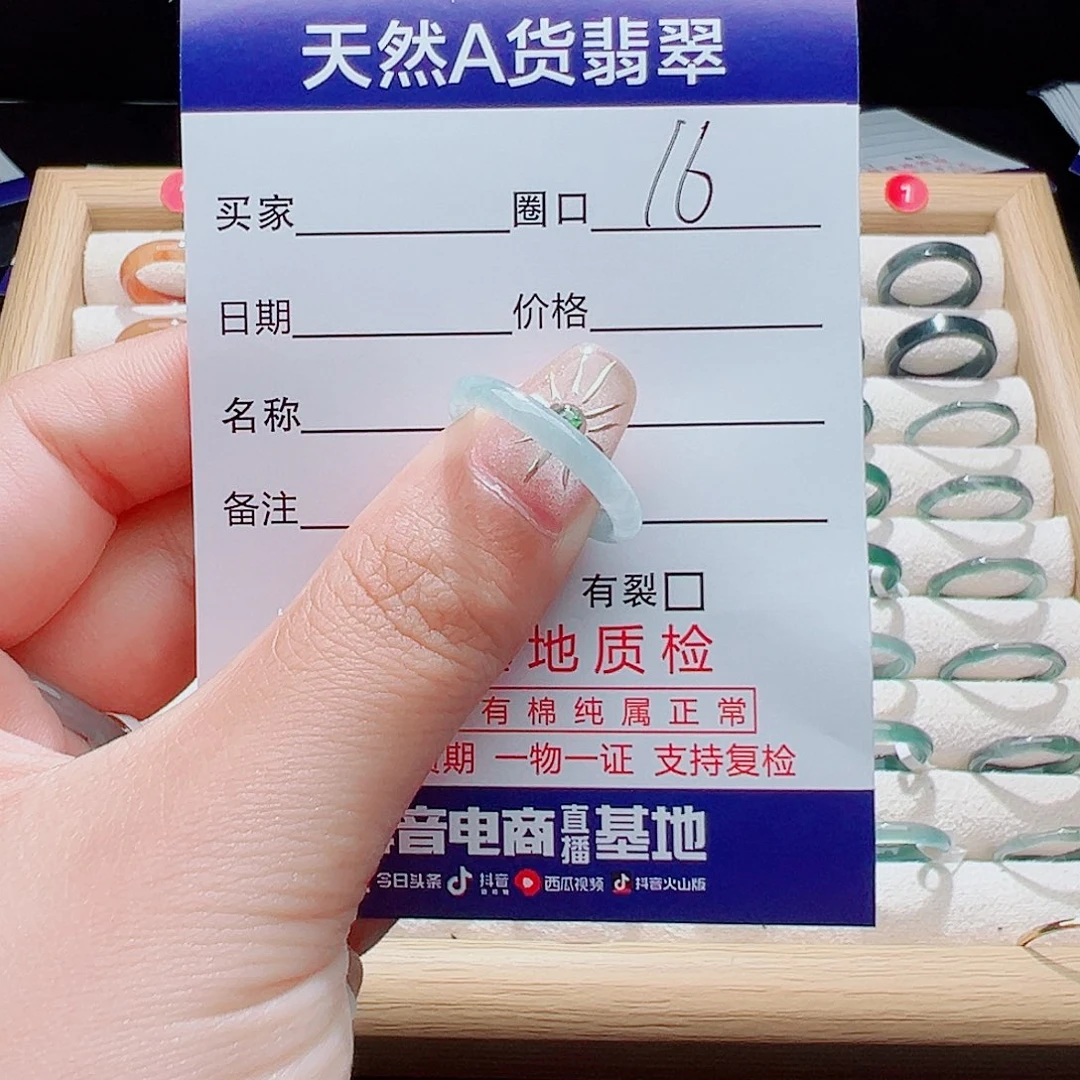 天然A货翡翠
买家 圈口 16
日期 价格
名称
备注
有裂□
地质检
有棉纯属正常
期 一物一证 支持复检
音电商直播基地
今日头条 抖音 西瓜视频 抖音火山版